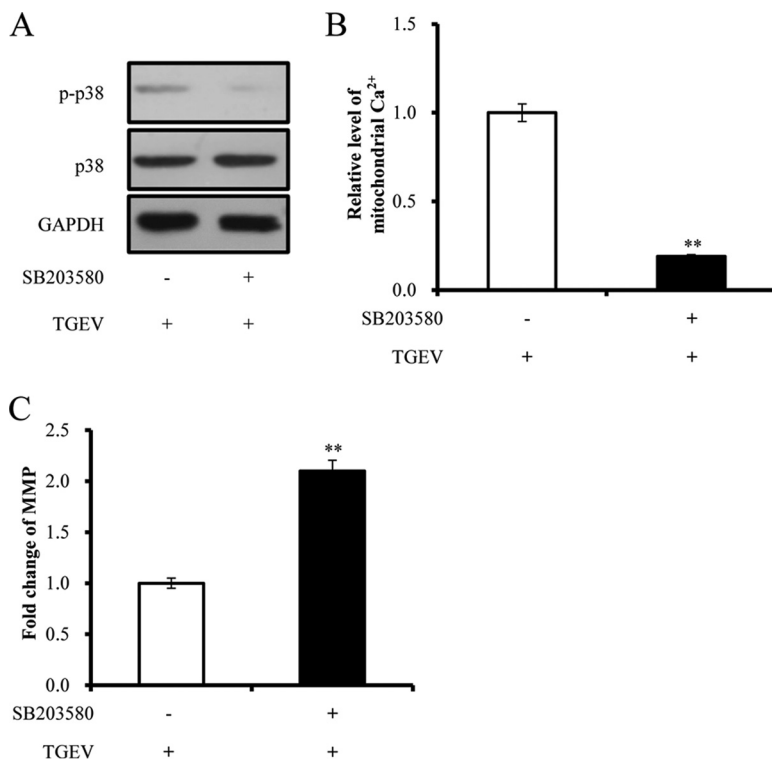 A
p-p38
p38
GAPDH
SB203580 - +
TGEV + +
B
Relative level of
mitochondrial Ca²⁺
1.5
1.0
0.5
0.0
**
SB203580 - +
TGEV + +
C
Fold change of MMP
2.5
2.0
1.5
1.0
0.5
0.0
**
SB203580 - +
TGEV + +